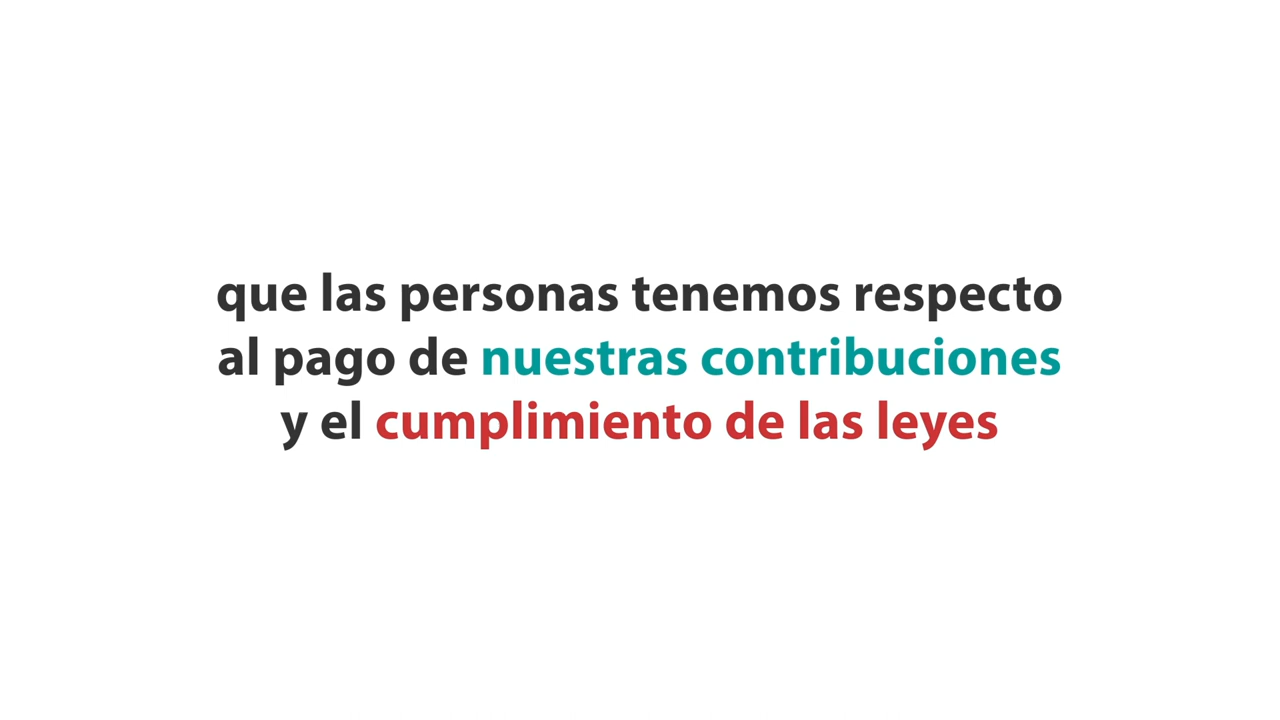 que las personas tenemos respecto
al pago de nuestras contribuciones
y el cumplimiento de las leyes